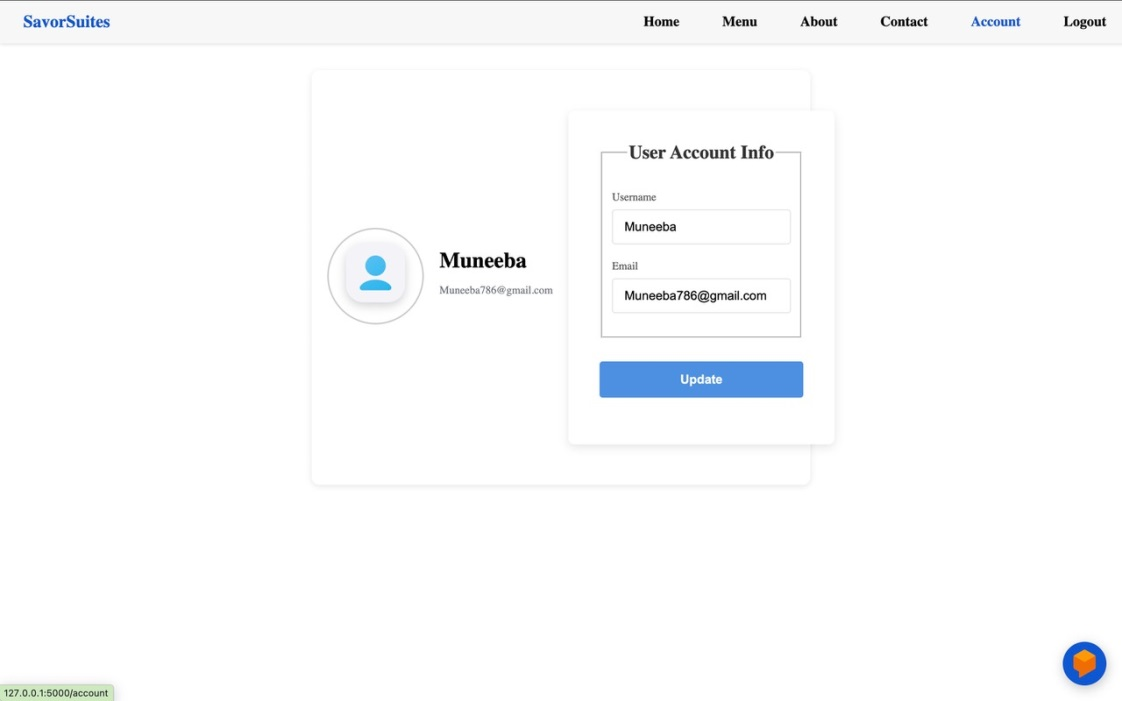 SavorSuites Home Menu About Contact Account Logout
Muneeba
Muneeba786@gmail.com
User Account Info
Username
Muneeba
Email
Muneeba786@gmail.com
Update
127.0.0.1:5000/account